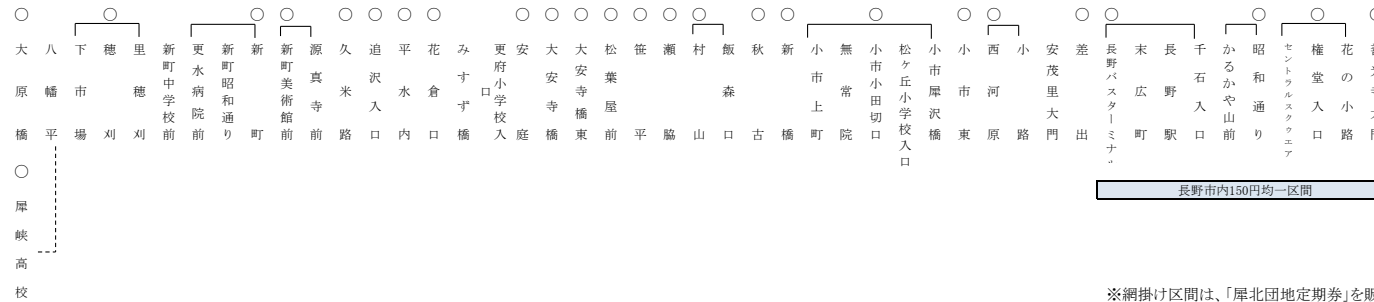 ○ ○ ○ ○ ○ ○ ○ ○ ○ ○ ○ ○ ○ ○ ○ ○ ○ ○ ○ ○ ○ ○ ○ ○ ○ ○
大原橋
八幡平
下市場
穂刈
里穂刈
新町中学校前
更水病院前
新町昭和通り
新町
新町美術館前
源真寺前
久米路
追沢入口
平水内
花倉口
みすず橋
更府小学校入口
安庭
大安寺橋
大安寺橋東
松葉屋前
笹平
瀬脇
村山
飯森口
秋古
新橋
小市上町
無常院
小市小田切口
松ヶ丘小学校入口
小市犀沢橋
小市東
西河原
小路
安茂里大門
差出
長野バスターミナル
末広町
長野駅
千石入口
かるかや山前
昭和通り
セントラルスクゥエア
権堂入口
花の小路
○
犀峡高校
長野市内150円均一区間
※網掛け区間は、「犀北団地定期券」を